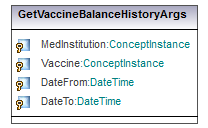 GetVaccineBalanceHistoryArgs
MedInstitution:ConceptInstance
Vaccine:ConceptInstance
DateFrom:DateTime
DateTo:DateTime